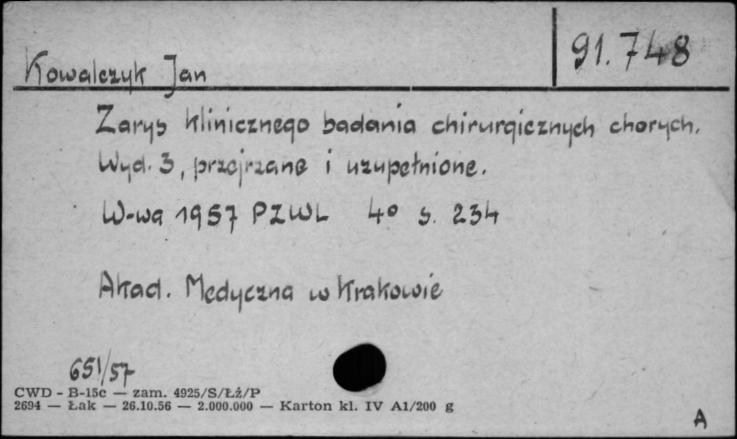 91.748
Kowalczyk Jan
Zarys klinicznego badania chirurgicznych chorych.
Wyd. 3, przejrzane i uzupełnione.
W-wa 1957 PZWL 4° s. 234
Akad. Medyczna w Krakowie
651/57
CWD - B-15c — zam. 4925/S/Łż/P
2694 — Łak — 26.10.56 — 2.000.000 — Karton kl. IV A1/200 g
A